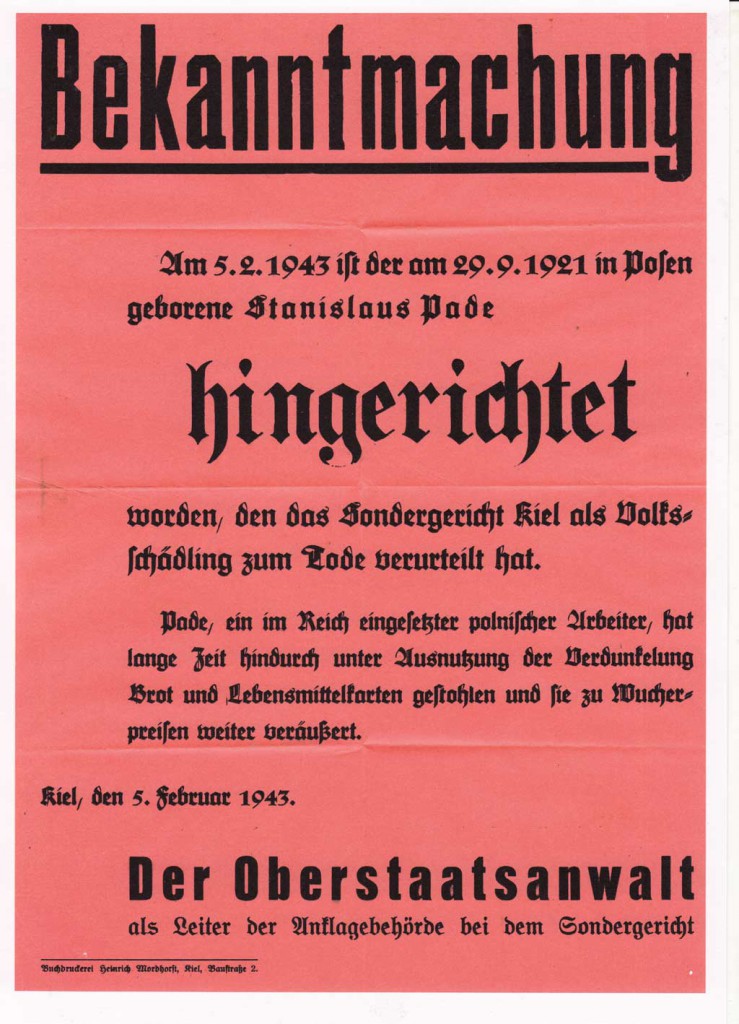 Bekanntmachung
Am 5.2.1943 ist der am 29.9.1921 in Posen
geborene Stanislaus Pade
hingerichtet
worden, den das Sondergericht Kiel als Volks-
schädling zum Tode verurteilt hat.
Pade, ein im Reich eingesetzter polnischer Arbeiter, hat
lange Zeit hindurch unter Ausnutzung der Verdunkelung
Brot und Lebensmittelkarten gestohlen und sie zu Wucher-
preisen weiter veräußert.
Kiel, den 5. Februar 1943.
Der Oberstaatsanwalt
als Leiter der Anklagebehörde bei dem Sondergericht
Buchdruckerei Heinrich Mordhorst, Kiel, Baustraße 2.